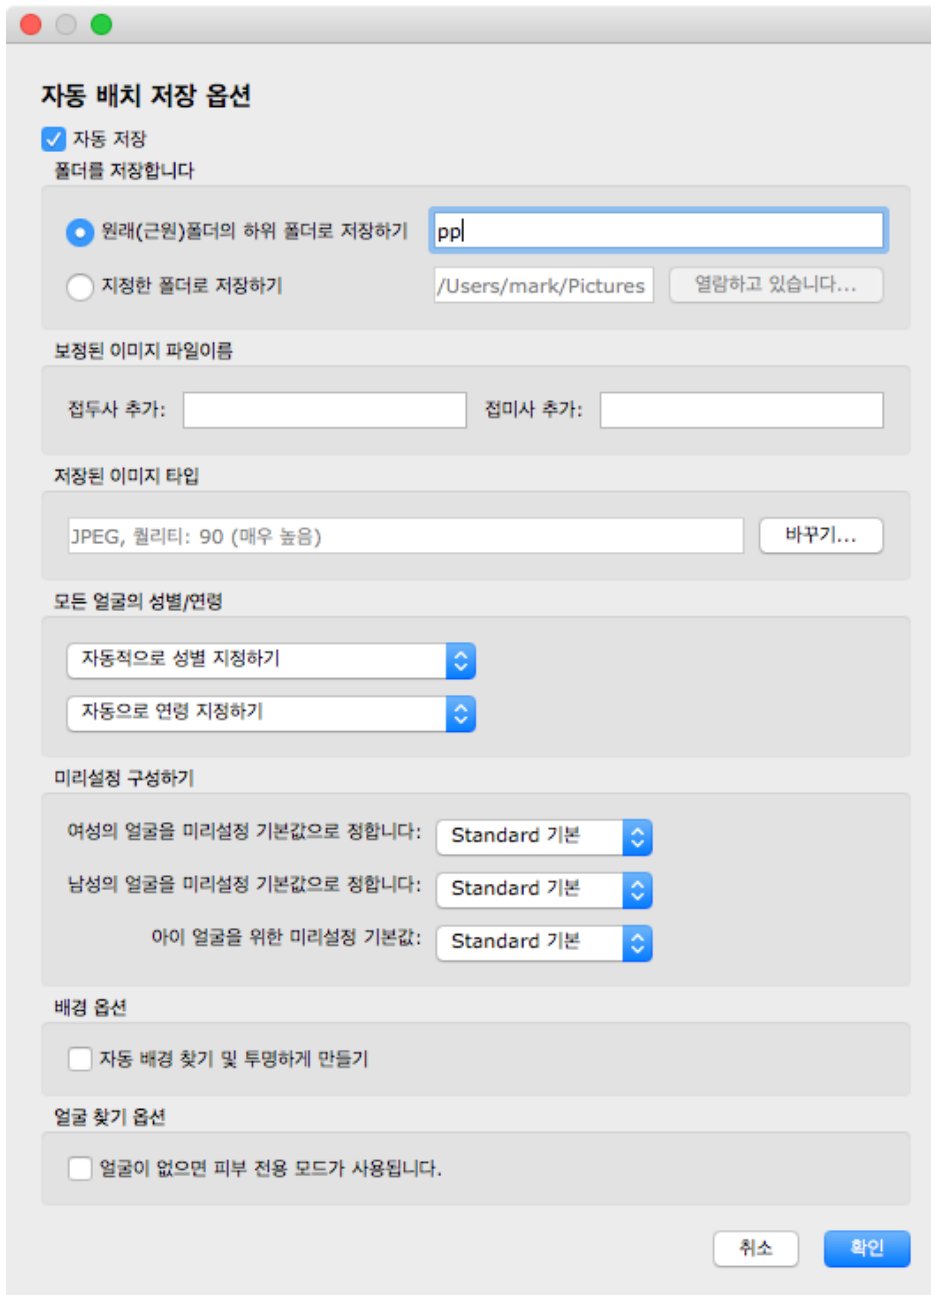 자동 배치 저장 옵션
자동 저장
폴더를 저장합니다
원래(근원)폴더의 하위 폴더로 저장하기 pp
지정한 폴더로 저장하기 /Users/mark/Pictures 열람하고 있습니다...
보정된 이미지 파일이름
접두사 추가: 접미사 추가:
저장된 이미지 타입
JPEG, 퀄리티: 90 (매우 높음) 바꾸기...
모든 얼굴의 성별/연령
자동적으로 성별 지정하기
자동으로 연령 지정하기
미리설정 구성하기
여성의 얼굴을 미리설정 기본값으로 정합니다: Standard 기본
남성의 얼굴을 미리설정 기본값으로 정합니다: Standard 기본
아이 얼굴을 위한 미리설정 기본값: Standard 기본
배경 옵션
자동 배경 찾기 및 투명하게 만들기
얼굴 찾기 옵션
얼굴이 없으면 피부 전용 모드가 사용됩니다.
취소 확인